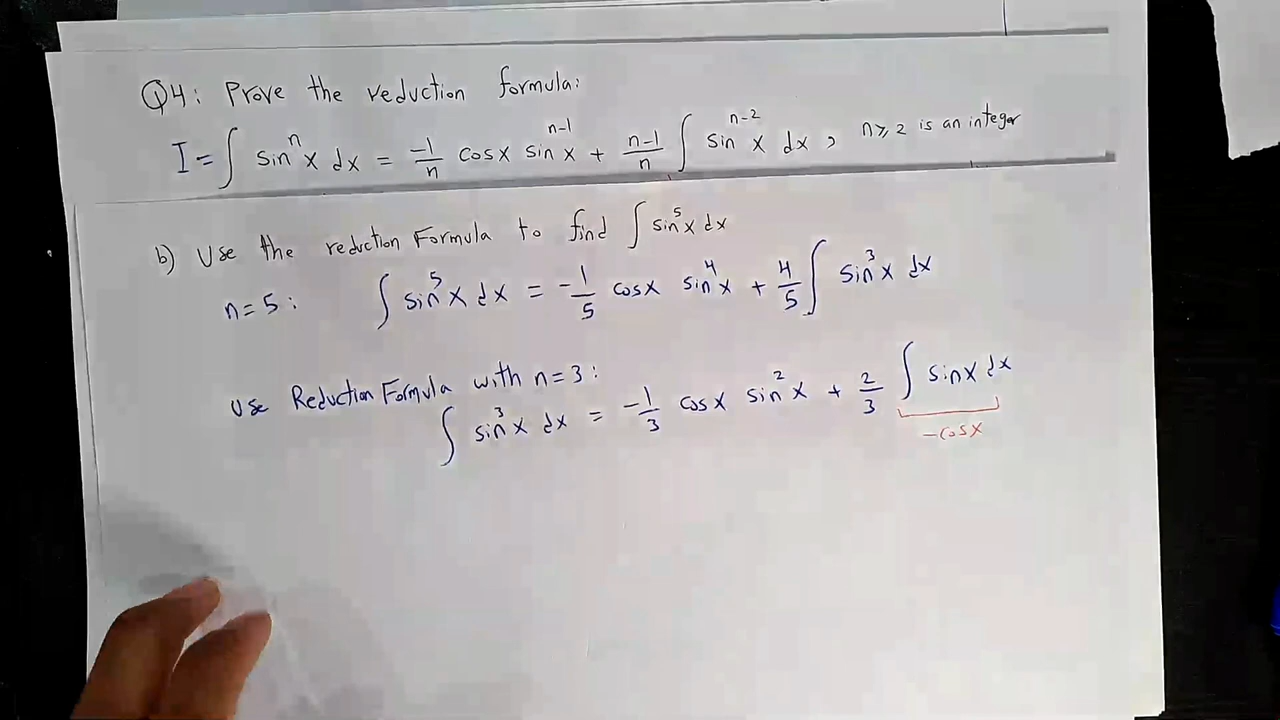 Q4: Prove the reduction formula:
I = ∫ sinⁿx dx = -1/n cosx sinⁿ⁻¹x + n-1/n ∫ sinⁿ⁻²x dx , n ≥ 2 is an integer
b) Use the reduction Formula to find ∫ sin⁵x dx
n=5: ∫ sin⁵x dx = -1/5 cosx sin⁴x + 4/5 ∫ sin³x dx
Use Reduction Formula with n=3:
∫ sin³x dx = -1/3 cosx sin²x + 2/3 ∫ sinx dx
-cosx